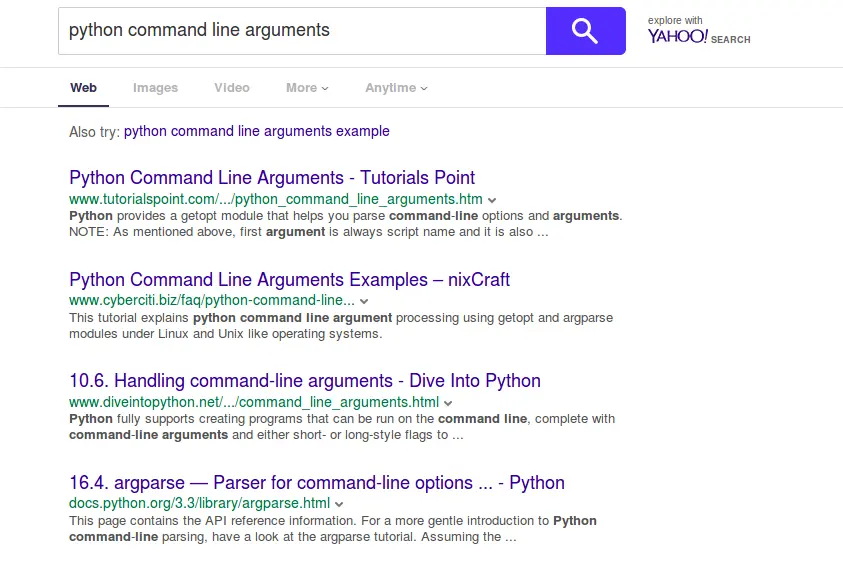 python command line arguments
explore with
YAHOO! SEARCH
Web Images Video More Anytime
Also try: python command line arguments example
Python Command Line Arguments - Tutorials Point
www.tutorialspoint.com/.../python_command_line_arguments.htm
Python provides a getopt module that helps you parse command-line options and arguments.
NOTE: As mentioned above, first argument is always script name and it is also ...
Python Command Line Arguments Examples – nixCraft
www.cyberciti.biz/faq/python-command-line...
This tutorial explains python command line argument processing using getopt and argparse
modules under Linux and Unix like operating systems.
10.6. Handling command-line arguments - Dive Into Python
www.diveintopython.net/.../command_line_arguments.html
Python fully supports creating programs that can be run on the command line, complete with
command-line arguments and either short- or long-style flags to ...
16.4. argparse — Parser for command-line options ... - Python
docs.python.org/3.3/library/argparse.html
This page contains the API reference information. For a more gentle introduction to Python
command-line parsing, have a look at the argparse tutorial. Assuming the ...